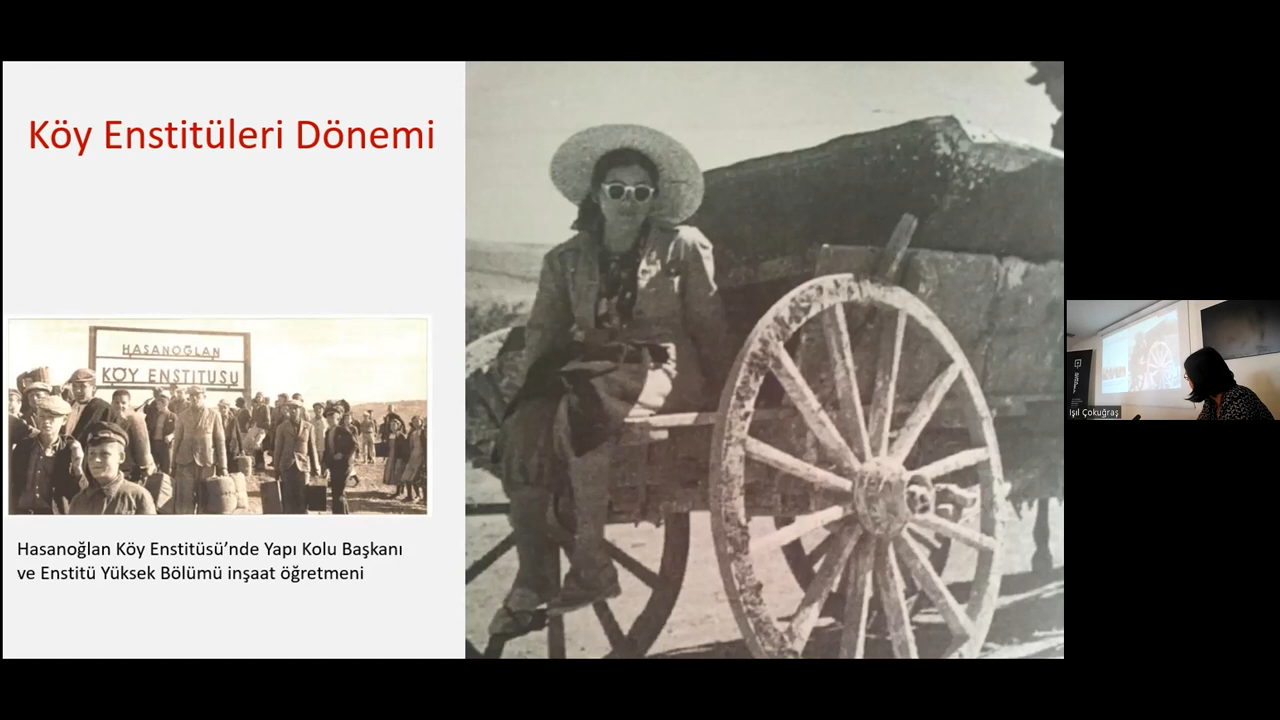 Köy Enstitüleri Dönemi
HASANOĞLAN
KÖY ENSTİTUSU
Hasanoğlan Köy Enstitüsü’nde Yapı Kolu Başkanı
ve Enstitü Yüksek Bölümü inşaat öğretmeni
Işıl Çokuğraş